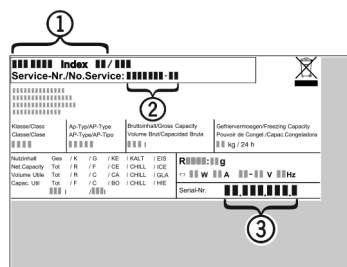 1
Index /
Service-Nr./No.Service: -
2
Klasse/Class
Classe/Clase
Ap-Typ/AP-Type
AP-Type/AP-Tipo
Bruttoinhalt/Gross Capacity
Volume Brut/Capacidad Bruta
l
Gefriervermoegen/Freezing Capacity
Pouvoir de Congel./Capac.Congeladora
kg / 24 h
Nutzinhalt Ges / K / G / KE / KALT / EIS
Net.Capacity Tot / R / F / CE / CHILL / ICE
Volume Utile Tot / R / C / CA / CHILL / GLA
Capac. Util Tot / F / C / BO / CHILL / HIE
l / l
R : g
W A - V Hz
Serial-Nr. . . .
3